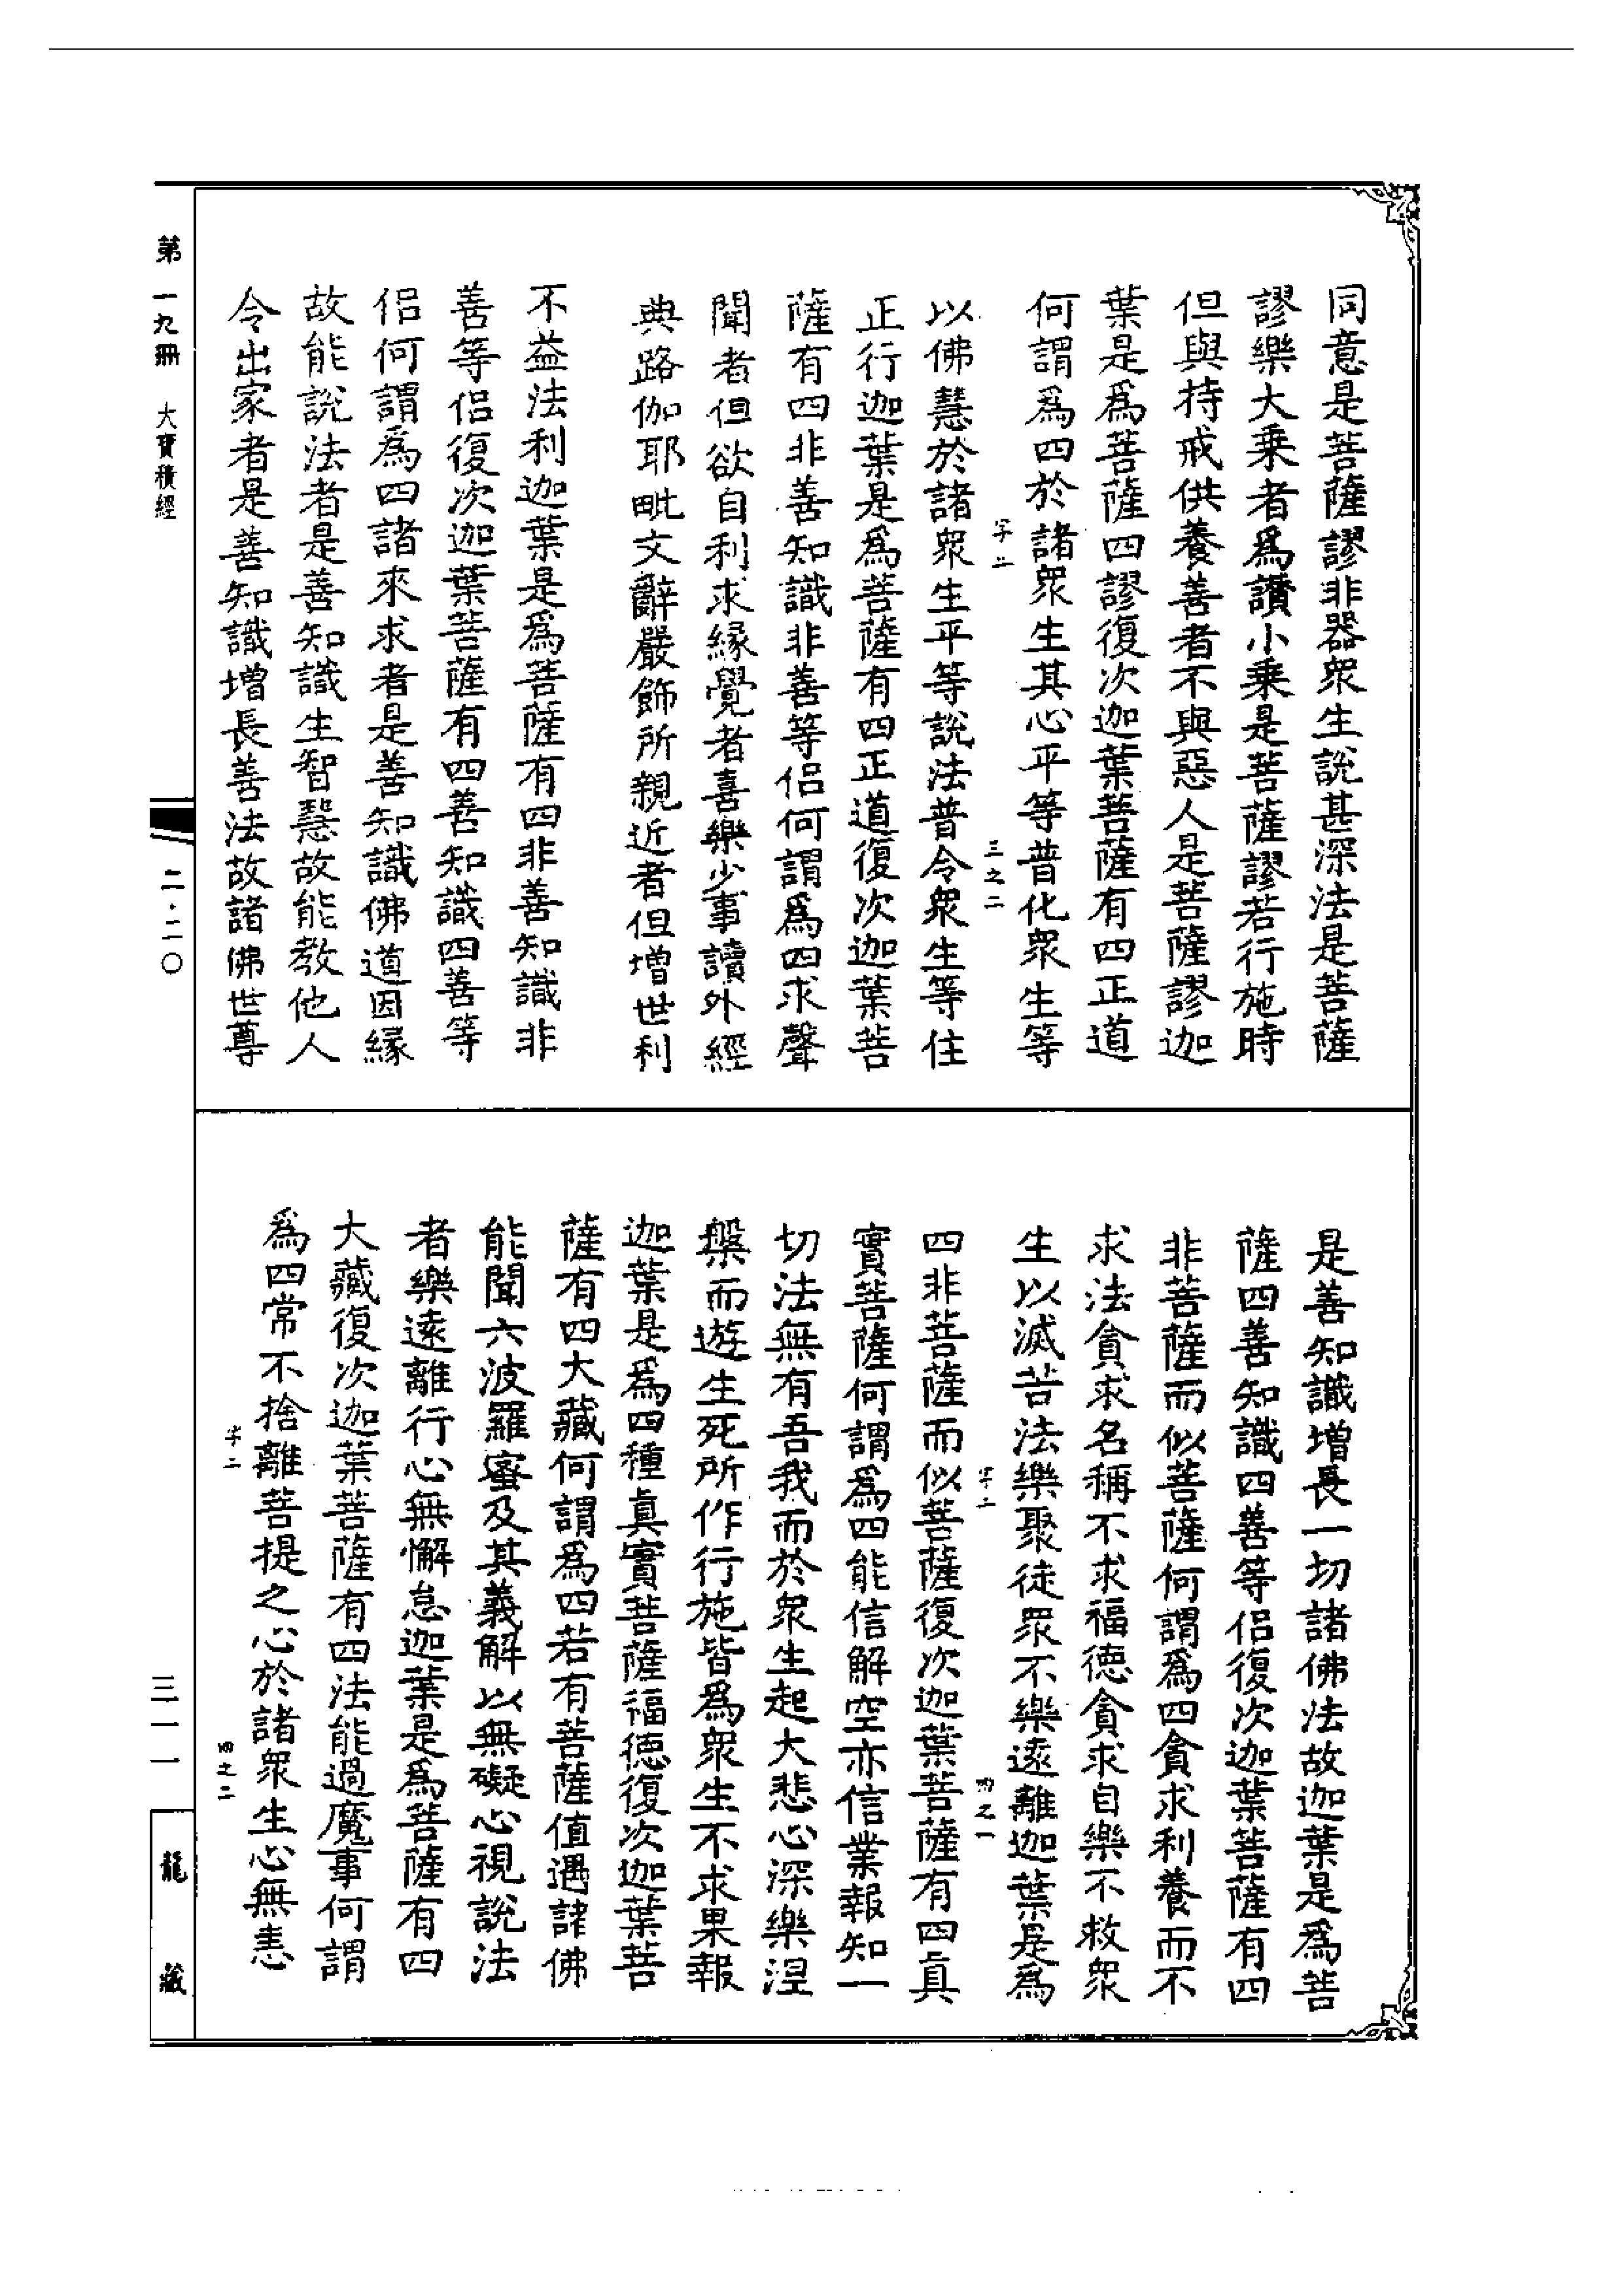 同意是菩薩謬非器衆生說甚深法是菩薩
謬樂大乗者爲讚小乗是菩薩謬若行施時
但與持戒供養善者不與惡人是菩薩謬迦
葉是爲菩薩四謬復次迦葉菩薩有四正道
何謂爲四於諸衆生其心平等普化衆生等
字二 三之二
以佛慧於諸衆生平等說法普令衆生等住
正行迦葉是爲菩薩有四正道復次迦葉菩
薩有四非善知識非善等侣何謂爲四求聲
聞者但欲自利求緣覺者喜樂少事讀外經
典路伽耶毗文辭嚴飾所親近者但增世利
不益法利迦葉是爲菩薩有四非善知識非
善等侣復次迦葉菩薩有四善知識四善等
侣何謂爲四諸來求者是善知識佛道因緣
故能說法者是善知識生智慧故能教他人
令出家者是善知識增長善法故諸佛世尊
是善知識增長一切諸佛法故迦葉是爲菩
薩四善知識四善等侣復次迦葉菩薩有四
非菩薩而似菩薩何謂爲四貪求利養而不
求法貪求名稱不求福德貪求自樂不救衆
生以滅苦法樂聚徒衆不樂遠離迦葉是爲
字二 四之一
四非菩薩而似菩薩復次迦葉菩薩有四眞
實菩薩何謂爲四能信解空亦信業報知一
切法無有吾我而於衆生起大悲心深樂涅
槃而遊生死所作行施皆爲衆生不求果報
迦葉是爲四種眞實菩薩福德復次迦葉菩
薩有四大藏何謂爲四若有菩薩值遇諸佛
能聞六波羅蜜及其義解以無礙心視說法
者樂遠離行心無懈怠迦葉是爲菩薩有四
大藏復次迦葉菩薩有四法能過魔事何謂
爲四常不捨離菩提之心於諸衆生心無恚
字二 四之二
第一九冊 大寶積經
二·二〇
三一一
龍藏